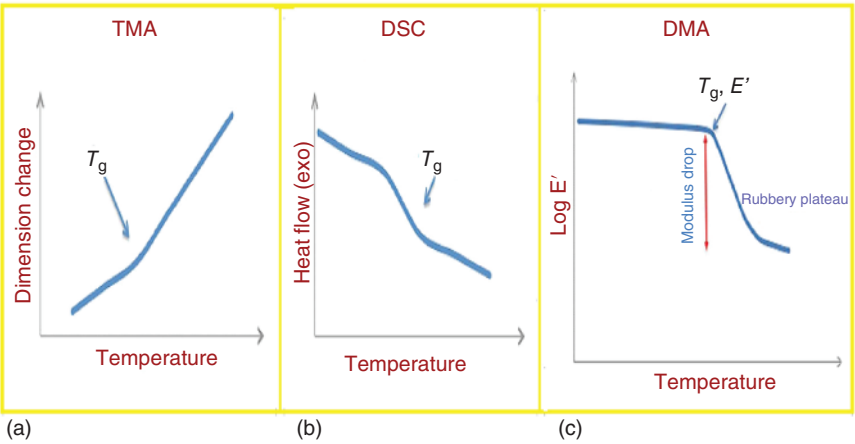 TMA
Dimension change
Tg
Temperature
(a)
DSC
Heat flow (exo)
Tg
Temperature
(b)
DMA
Log E′
Tg, E′
Modulus drop
Rubbery plateau
Temperature
(c)